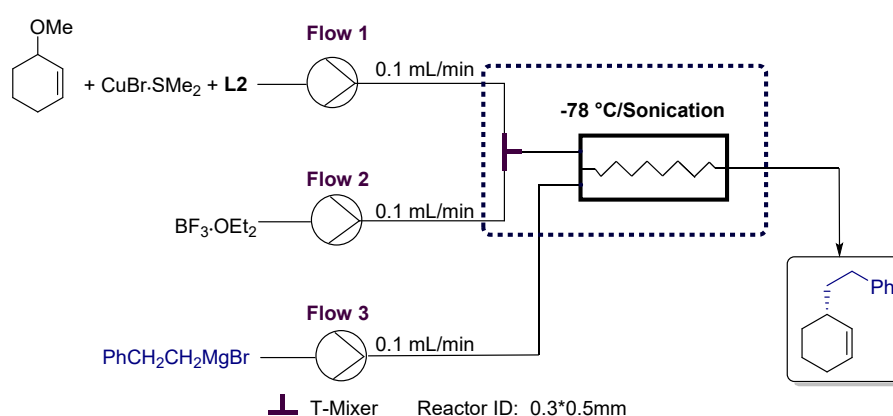 OMe
+ CuBr·SMe₂ + L2
Flow 1
0.1 mL/min
-78 °C/Sonication
Flow 2
0.1 mL/min
BF₃·OEt₂
Flow 3
0.1 mL/min
PhCH₂CH₂MgBr
Ph
T-Mixer Reactor ID: 0.3*0.5mm